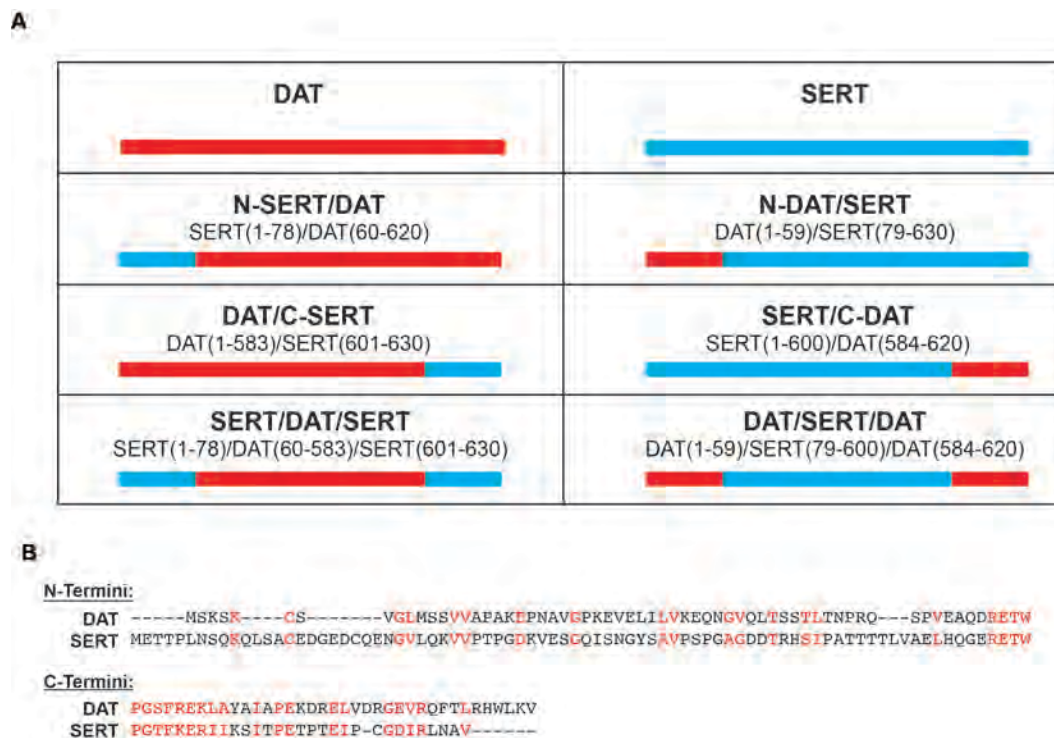 A
DAT
SERT
N-SERT/DAT
SERT(1-78)/DAT(60-620)
N-DAT/SERT
DAT(1-59)/SERT(79-630)
DAT/C-SERT
DAT(1-583)/SERT(601-630)
SERT/C-DAT
SERT(1-600)/DAT(584-620)
SERT/DAT/SERT
SERT(1-78)/DAT(60-583)/SERT(601-630)
DAT/SERT/DAT
DAT(1-59)/SERT(79-600)/DAT(584-620)
B
N-Termini:
DAT -----MSKSK----CS-------VGLMSSVVAPAKEPNAVGPKEVELILVKEQNGVQLTSSTLTNPRQ---SPVEAQDRETW
SERT METTPLNSQKQLSACEDGEDCQENGVLQKVVPTPGDKVESGQISNGYSAVPSPGAGDDTRHSIPATTTTLVAELHQGERETW
C-Termini:
DAT PGSFREKLAYAIAPEKDRELVDRGEVRQFTLRHWLKV
SERT PGTFKERIIKSITPETPTEIP-CGDIRLNAV------